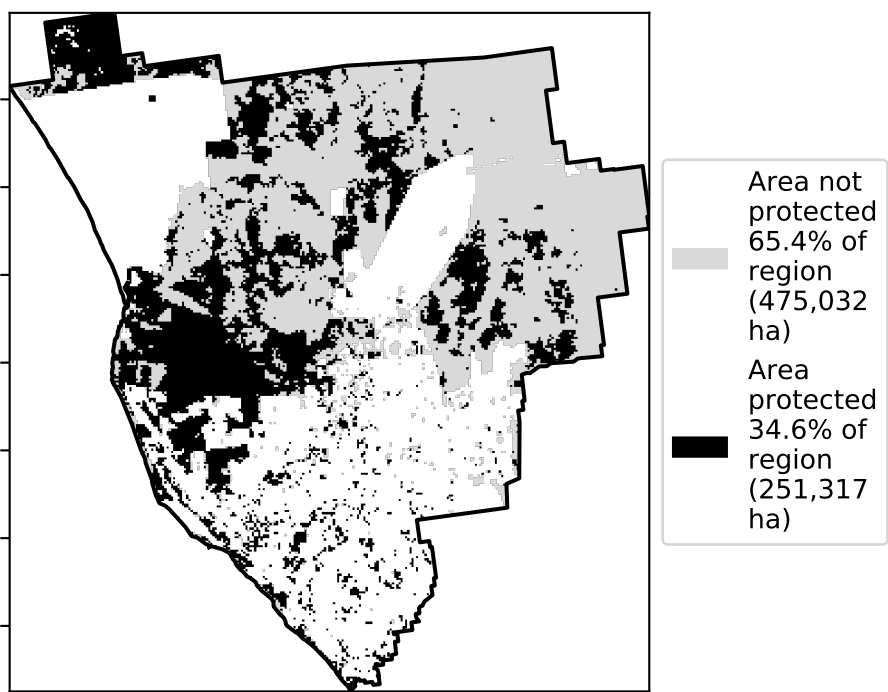 Area not
protected
65.4% of
region
(475,032
ha)
Area
protected
34.6% of
region
(251,317
ha)